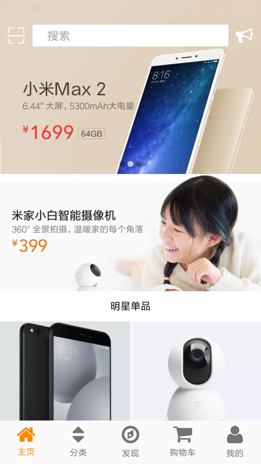 搜索
小米Max 2
6.44" 大屏，5300mAh大电量
¥1699 64GB
米家小白智能摄像机
360° 全景拍摄，温暖家的每个角落
¥399
明星单品
主页 分类 发现 购物车 我的